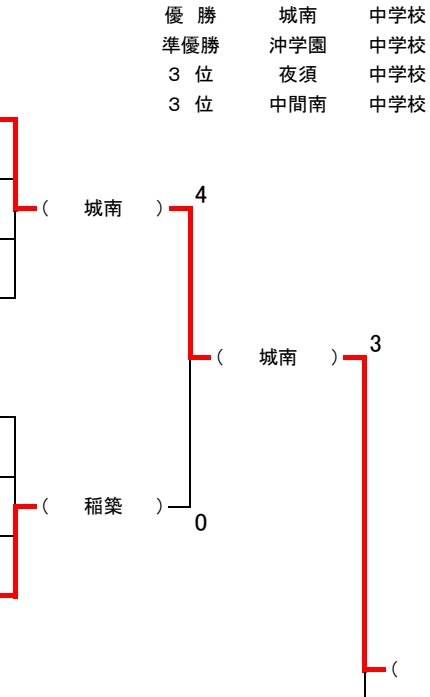 優 勝 城南 中学校
準優勝 沖学園 中学校
３ 位 夜須 中学校
３ 位 中間南 中学校
（ 城南 ） 4
（ 城南 ） 3
（ 稲築 ） 0
（